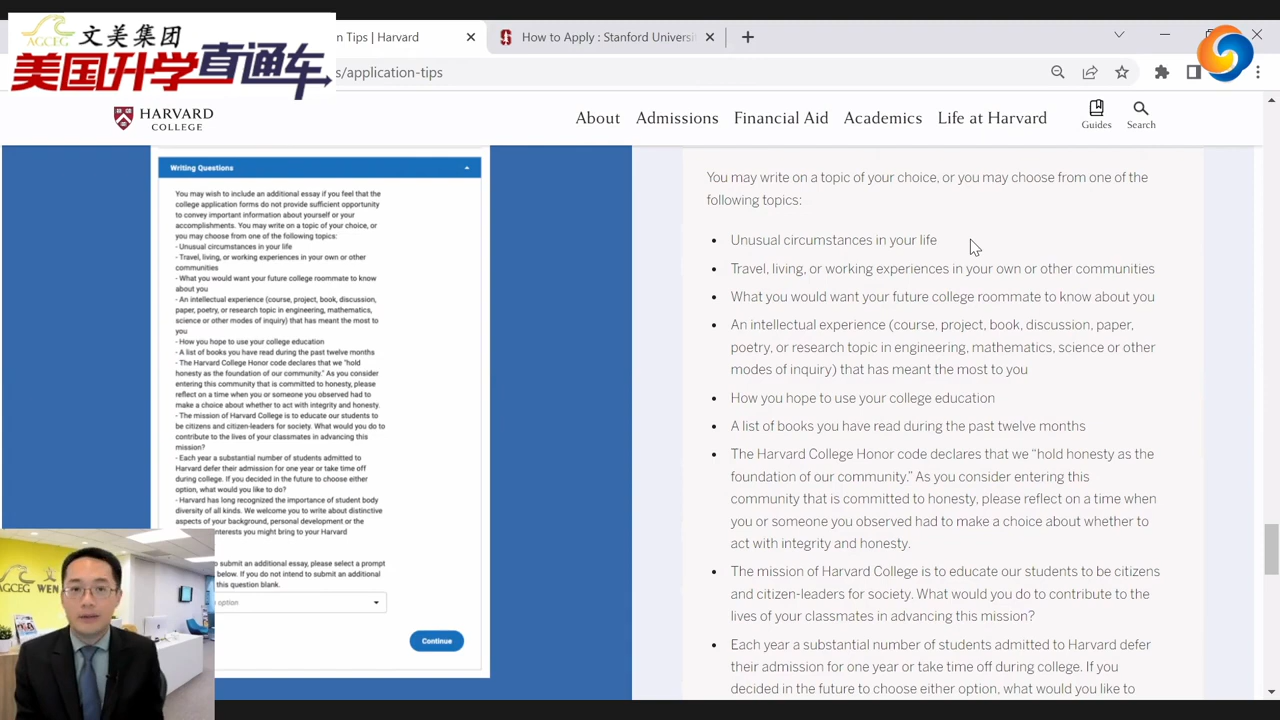 AGCEG 文美集团
美国升学直通车
n Tips | Harvard
How to Apply : Stanford Universi
s/application-tips
HARVARD
COLLEGE
About Admissions Financial Aid Academics Life at Harvard
Guides Search
Writing Questions
You may wish to include an additional essay if you feel that the
college application forms do not provide sufficient opportunity
to convey important information about yourself or your
accomplishments. You may write on a topic of your choice, or
you may choose from one of the following topics:
- Unusual circumstances in your life
- Travel, living, or working experiences in your own or other
communities
- What you would want your future college roommate to know
about you
- An intellectual experience (course, project, book, discussion,
paper, poetry, or research topic in engineering, mathematics,
science or other modes of inquiry) that has meant the most to
you
- How you hope to use your college education
- A list of books you have read during the past twelve months
- The Harvard College Honor code declares that we "hold
honesty as the foundation of our community." As you consider
entering this community that is committed to honesty, please
reflect on a time when you or someone you observed had to
make a choice about whether to act with integrity and honesty.
- The mission of Harvard College is to educate our students to
be citizens and citizen-leaders for society. What would you do to
contribute to the lives of your classmates in advancing this
mission?
- Each year a substantial number of students admitted to
Harvard defer their admission for one year or take time off
during college. If you decided in the future to choose either
option, what would you like to do?
- Harvard has long recognized the importance of student body
diversity of all kinds. We welcome you to write about distinctive
aspects of your background, personal development or the
interests you might bring to your Harvard
o submit an additional essay, please select a prompt
below. If you do not intend to submit an additional
this question blank.
option
Continue
You may write on a topic of your choice, or you may choose from one of the
following topics:
• Unusual circumstances in your life
• Travel, living, or working experiences in your own or other communities
• What you would want your future college roommate to know about you
• An intellectual experience (course, project, book, discussion, paper,
poetry, or research topic in engineering, mathematics, science or other
modes of inquiry) that has meant the most to you
• How you hope to use your college education
• A list of books you have read during the past twelve months
• The Harvard College Honor code declares that we “hold honesty as the
foundation of our community.” As you consider entering this
community that is committed to honesty, please reflect on a time when
you or someone you observed had to make a choice about whether to
act with integrity and honesty.
• The mission of Harvard College is to educate our students to be citizens
and citizen-leaders for society. What would you do to contribute to the
lives of your classmates in advancing this mission?
• Each year a substantial number of students admitted to Harvard defer
their admission for one year or take time off during college. If you
decided in the future to choose either option, what would you like to
AGCEG WEN